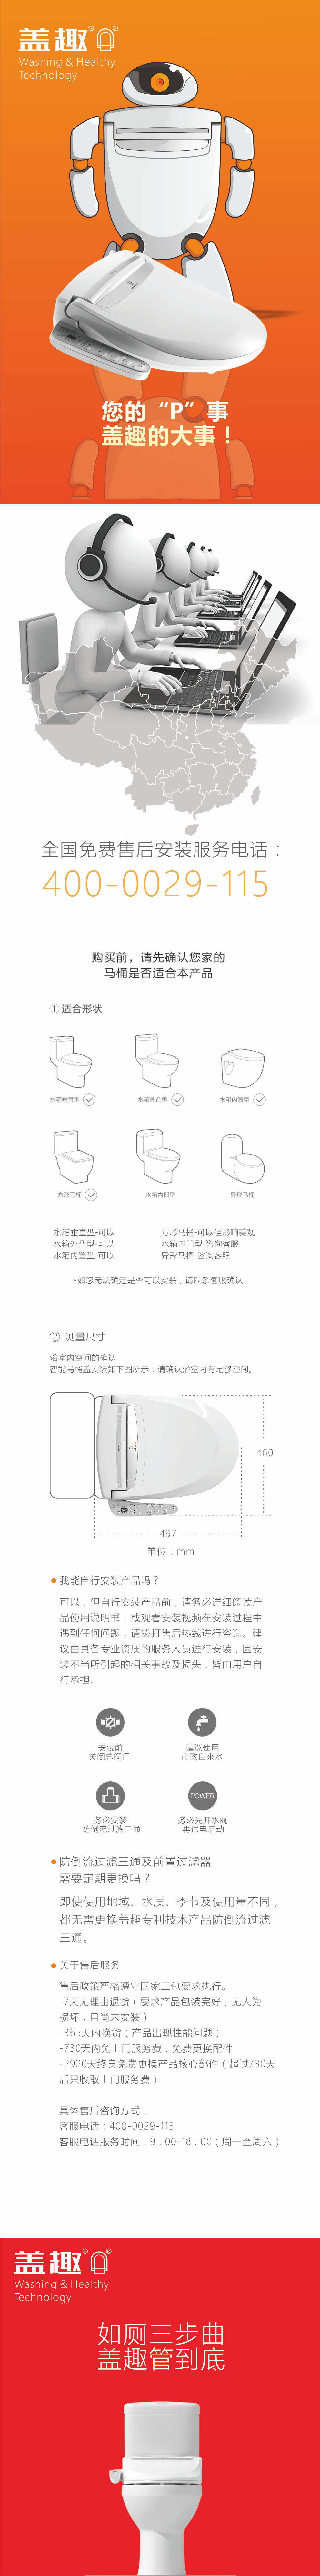 盖趣®
Washing & Healthy
Technology
您的“P”事
盖趣的大事！
全国免费售后安装服务电话：
400-0029-115
购买前，请先确认您家的
马桶是否适合本产品
① 适合形状
水箱垂直型
水箱外凸型
水箱内置型
方形马桶
水箱内凹型
异形马桶
水箱垂直型-可以
水箱外凸型-可以
水箱内置型-可以
方形马桶-可以但影响美观
水箱内凹型-咨询客服
异形马桶-咨询客服
*如您无法确定是否可以安装，请联系客服确认
② 测量尺寸
浴室内空间的确认
智能马桶盖安装如下图所示：请确认浴室内有足够空间。
460
497
单位：mm
我能自行安装产品吗？
可以，但自行安装产品前，请务必详细阅读产
品使用说明书，或观看安装视频在安装过程中
遇到任何问题，请拨打售后热线进行咨询。建
议由具备专业资质的服务人员进行安装，因安
装不当所引起的相关事故及损失，皆由用户自
行承担。
安装前
关闭总阀门
建议使用
市政自来水
务必安装
防倒流过滤三通
POWER
务必先开水阀
再通电启动
防倒流过滤三通及前置过滤器
需要定期更换吗？
即使使用地域、水质、季节及使用量不同，
都无需更换盖趣专利技术产品防倒流过滤
三通。
关于售后服务
售后政策严格遵守国家三包要求执行。
-7天无理由退货（要求产品包装完好，无人为
损坏，且尚未安装）
-365天内换货（产品出现性能问题）
-730天内免上门服务费，免费更换配件
-2920天终身免费更换产品核心部件（超过730天
后只收取上门服务费）
具体售后咨询方式：
客服电话：400-0029-115
客服电话服务时间：9：00-18：00（周一至周六）
盖趣®
Washing & Healthy
Technology
如厕三步曲
盖趣管到底